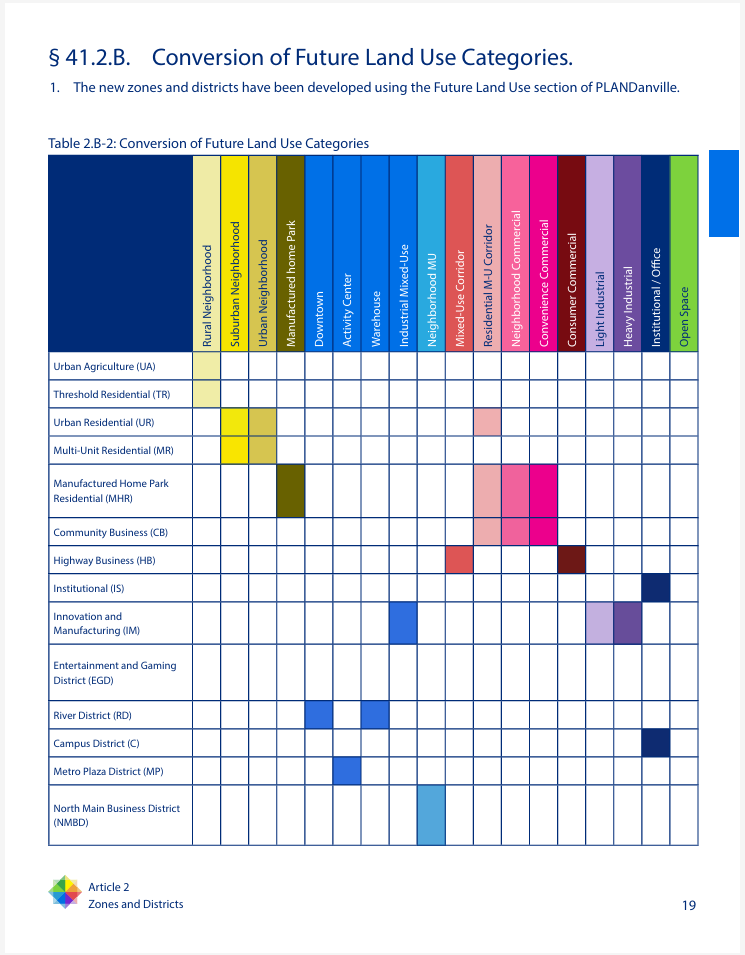 § 41.2.B. Conversion of Future Land Use Categories.
1. The new zones and districts have been developed using the Future Land Use section of PLANDanville.
Table 2.B-2: Conversion of Future Land Use Categories
Rural Neighborhood
Suburban Neighborhood
Urban Neighborhood
Manufactured home Park
Downtown
Activity Center
Warehouse
Industrial Mixed-Use
Neighborhood MU
Mixed-Use Corridor
Residential M-U Corridor
Neighborhood Commercial
Convenience Commercial
Consumer Commercial
Light Industrial
Heavy Industrial
Institutional / Office
Open Space
Urban Agriculture (UA)
Threshold Residential (TR)
Urban Residential (UR)
Multi-Unit Residential (MR)
Manufactured Home Park
Residential (MHR)
Community Business (CB)
Highway Business (HB)
Institutional (IS)
Innovation and
Manufacturing (IM)
Entertainment and Gaming
District (EGD)
River District (RD)
Campus District (C)
Metro Plaza District (MP)
North Main Business District
(NMBD)
Article 2
Zones and Districts
19